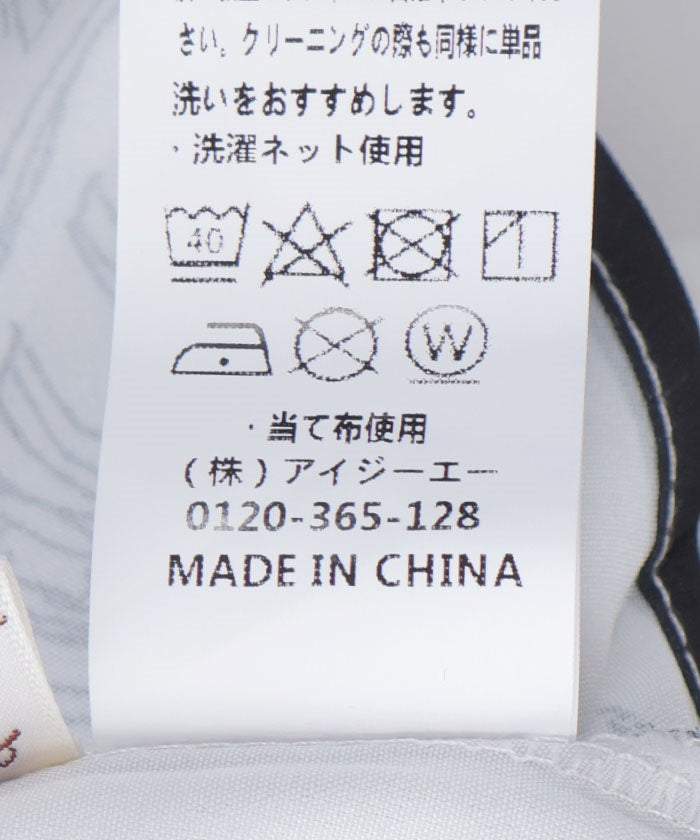 さい。クリーニングの際も同様に単品
洗いをおすすめします。
・洗濯ネット使用
40
W
・当て布使用
(株)アイジーエー
0120-365-128
MADE IN CHINA